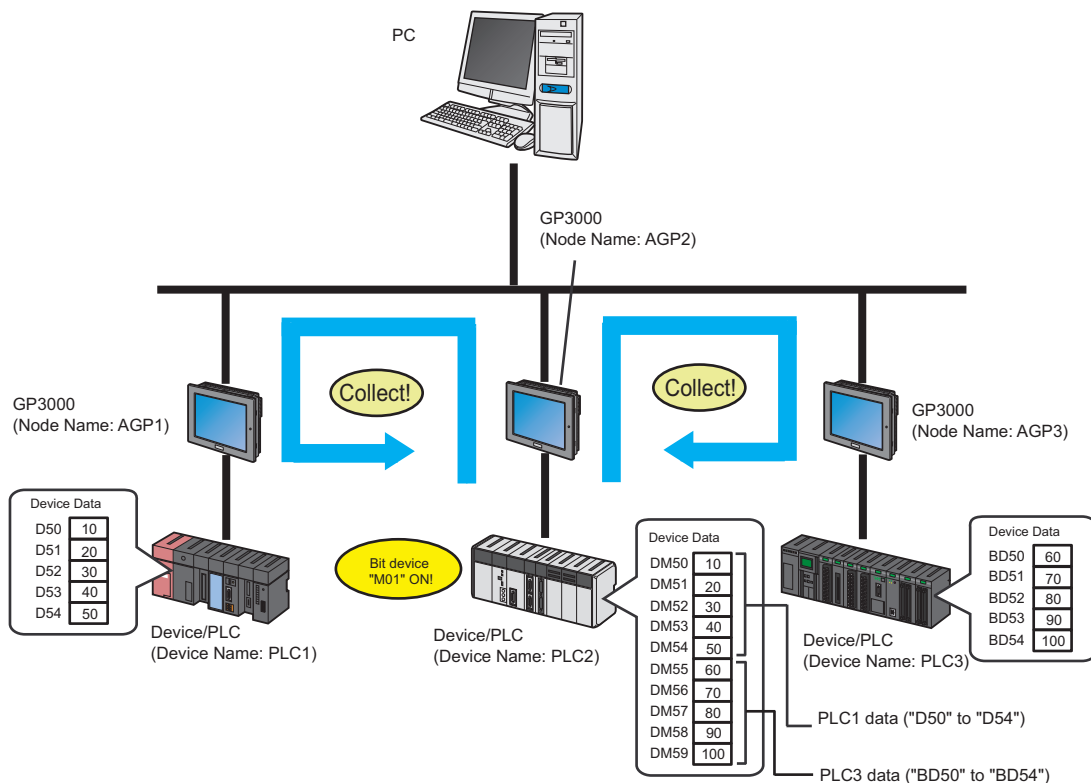 PC
GP3000
(Node Name: AGP2)
Collect!
Collect!
GP3000
(Node Name: AGP1)
GP3000
(Node Name: AGP3)
Device Data
D50 10
D51 20
D52 30
D53 40
D54 50
Device/PLC
(Device Name: PLC1)
Bit device
"M01" ON!
Device/PLC
(Device Name: PLC2)
Device Data
DM50 10
DM51 20
DM52 30
DM53 40
DM54 50
DM55 60
DM56 70
DM57 80
DM58 90
DM59 100
Device/PLC
(Device Name: PLC3)
Device Data
BD50 60
BD51 70
BD52 80
BD53 90
BD54 100
PLC1 data ("D50" to "D54")
PLC3 data ("BD50" to "BD54")